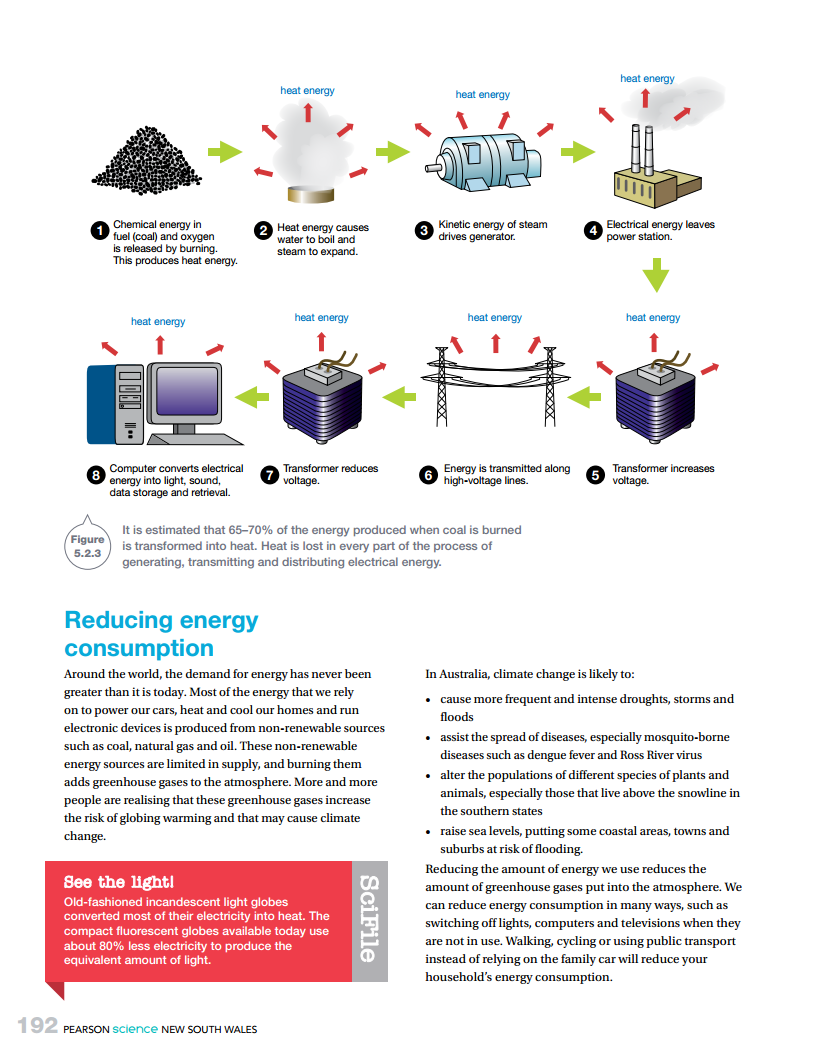 heat energy
heat energy
heat energy
1 Chemical energy in
fuel (coal) and oxygen
is released by burning.
This produces heat energy.
2 Heat energy causes
water to boil and
steam to expand.
3 Kinetic energy of steam
drives generator.
4 Electrical energy leaves
power station.
heat energy
heat energy
heat energy
heat energy
8 Computer converts electrical
energy into light, sound,
data storage and retrieval.
7 Transformer reduces
voltage.
6 Energy is transmitted along
high-voltage lines.
5 Transformer increases
voltage.
Figure
5.2.3
It is estimated that 65–70% of the energy produced when coal is burned
is transformed into heat. Heat is lost in every part of the process of
generating, transmitting and distributing electrical energy.
Reducing energy
consumption
Around the world, the demand for energy has never been
greater than it is today. Most of the energy that we rely
on to power our cars, heat and cool our homes and run
electronic devices is produced from non-renewable sources
such as coal, natural gas and oil. These non-renewable
energy sources are limited in supply, and burning them
adds greenhouse gases to the atmosphere. More and more
people are realising that these greenhouse gases increase
the risk of globing warming and that may cause climate
change.
See the light!
Old-fashioned incandescent light globes
converted most of their electricity into heat. The
compact fluorescent globes available today use
about 80% less electricity to produce the
equivalent amount of light.
SciFile
In Australia, climate change is likely to:
• cause more frequent and intense droughts, storms and
floods
• assist the spread of diseases, especially mosquito-borne
diseases such as dengue fever and Ross River virus
• alter the populations of different species of plants and
animals, especially those that live above the snowline in
the southern states
• raise sea levels, putting some coastal areas, towns and
suburbs at risk of flooding.
Reducing the amount of energy we use reduces the
amount of greenhouse gases put into the atmosphere. We
can reduce energy consumption in many ways, such as
switching off lights, computers and televisions when they
are not in use. Walking, cycling or using public transport
instead of relying on the family car will reduce your
household's energy consumption.
192 PEARSON science NEW SOUTH WALES